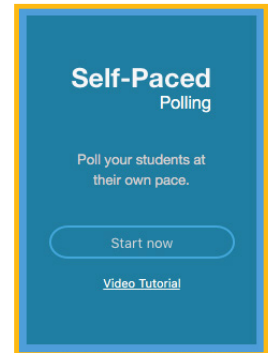 Self-Paced
Polling
Poll your students at
their own pace.
Start now
Video Tutorial